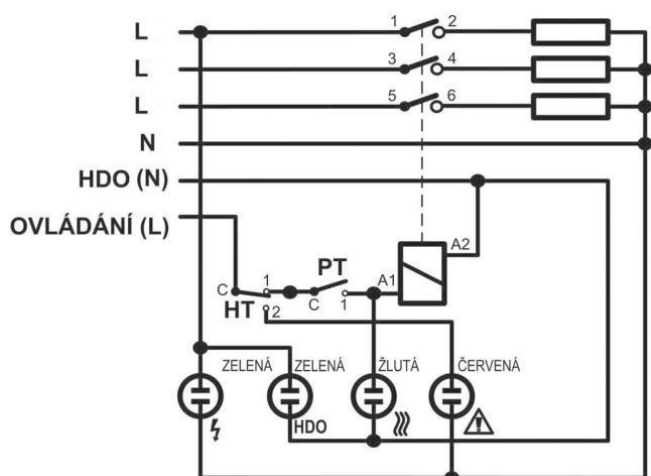 L 1 2
L 3 4
L 5 6
N
HDO (N)
OVLÁDÁNÍ (L)
A2
PT A1
C 1 C 1
HT 2
ZELENÁ ZELENÁ ŽLUTÁ ČERVENÁ
HDO